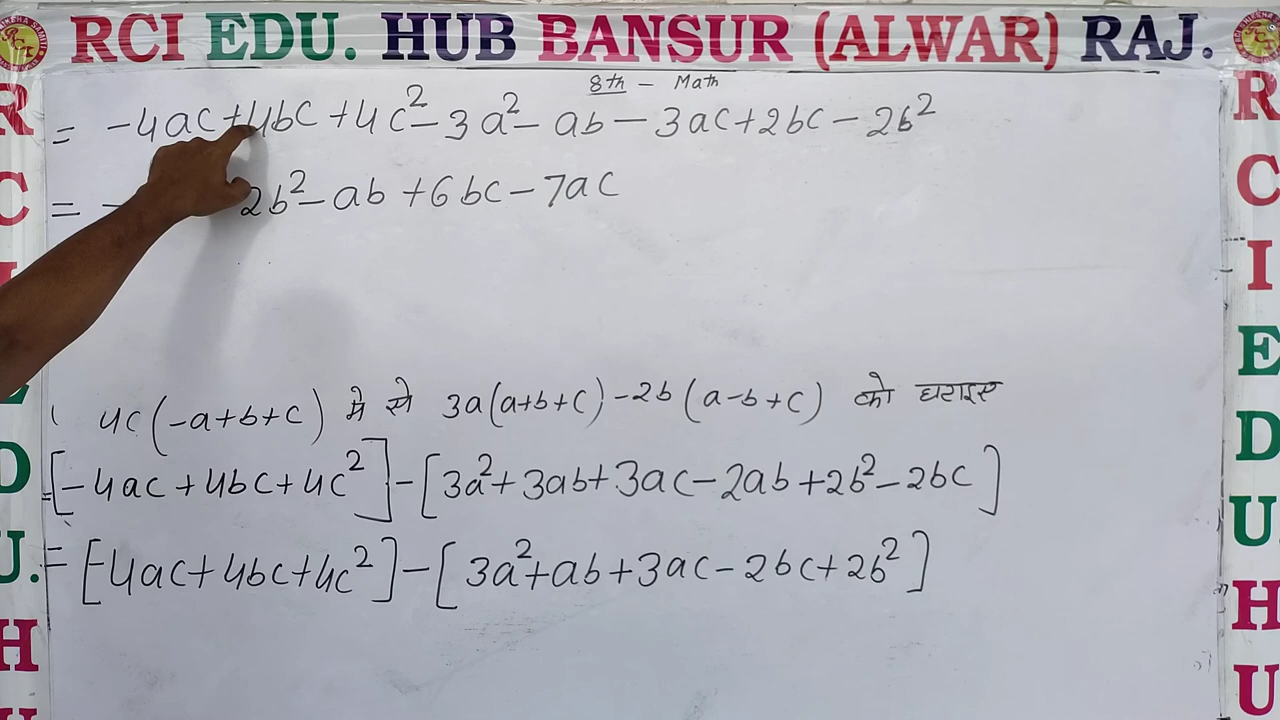 RCI EDU. HUB BANSUR (ALWAR) RAJ.
8th - Math
= -4ac+4bc+4c²-3a²-ab-3ac+2bc-2b²
= - 2b²-ab+6bc-7ac
4c(-a+b+c) में से 3a(a+b+c)-2b(a-b+c) को घटाइए
=[-4ac+4bc+4c²]-[3a²+3ab+3ac-2ab+2b²-2bc]
=[-4ac+4bc+4c²]-[3a²+ab+3ac-2bc+2b²]
R
C
I
E
D
U.
H
U
R
C
D
U.
H